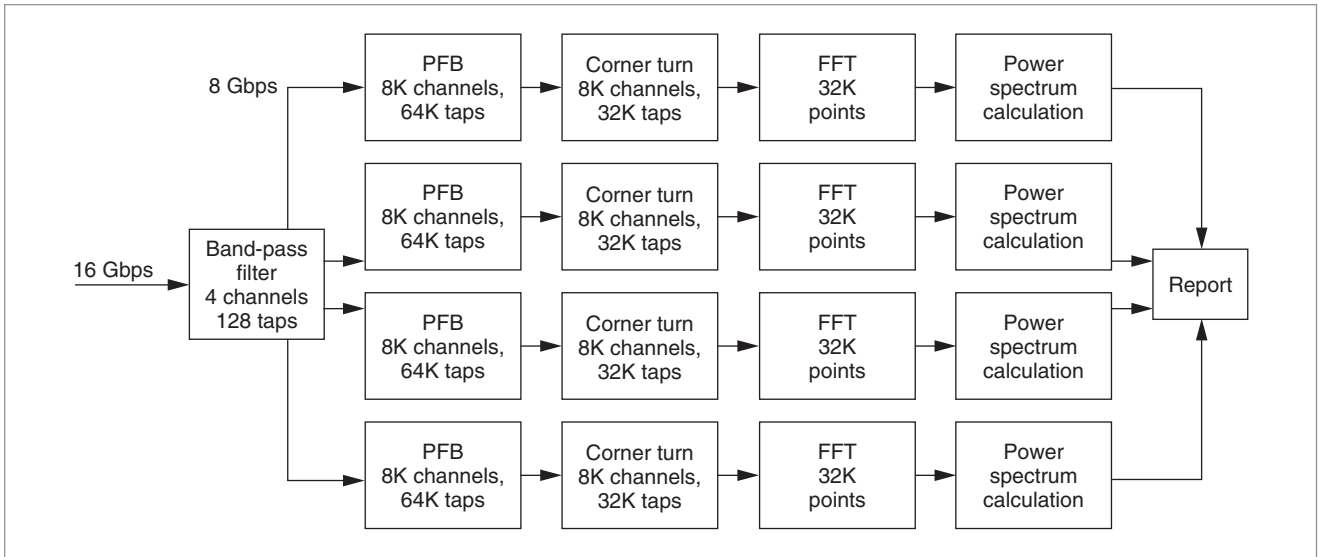 8 Gbps
PFB
8K channels,
64K taps
Corner turn
8K channels,
32K taps
FFT
32K
points
Power
spectrum
calculation
PFB
8K channels,
64K taps
Corner turn
8K channels,
32K taps
FFT
32K
points
Power
spectrum
calculation
16 Gbps
Band-pass
filter
4 channels
128 taps
Report
PFB
8K channels,
64K taps
Corner turn
8K channels,
32K taps
FFT
32K
points
Power
spectrum
calculation
PFB
8K channels,
64K taps
Corner turn
8K channels,
32K taps
FFT
32K
points
Power
spectrum
calculation